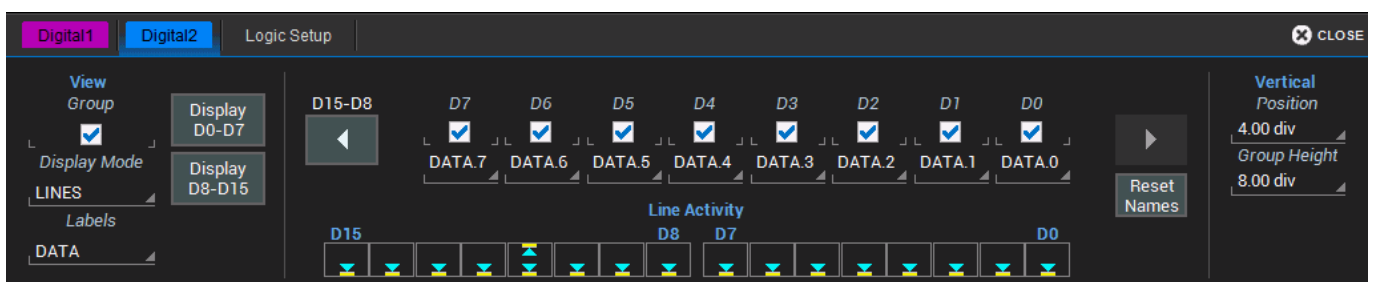 Digital1 Digital2 Logic Setup CLOSE
View
Group
Display Mode
LINES
Labels
DATA
Display
D0-D7
Display
D8-D15
D15-D8 D7 D6 D5 D4 D3 D2 D1 D0
DATA.7 DATA.6 DATA.5 DATA.4 DATA.3 DATA.2 DATA.1 DATA.0
Reset
Names
Line Activity
D15 D8 D7 D0
Vertical
Position
4.00 div
Group Height
8.00 div